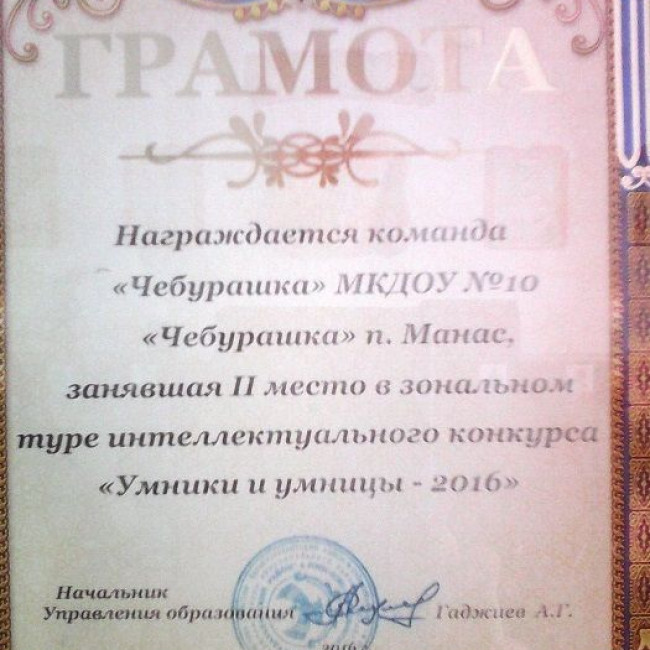 ГРАМОТА
Награждается команда
«Чебурашка» МКДОУ №10
«Чебурашка» п. Манас,
занявшая II место в зональном
туре интеллектуального конкурса
«Умники и умницы - 2016»
Начальник
Управления образования Гаджиев А.Г.
2016 г.